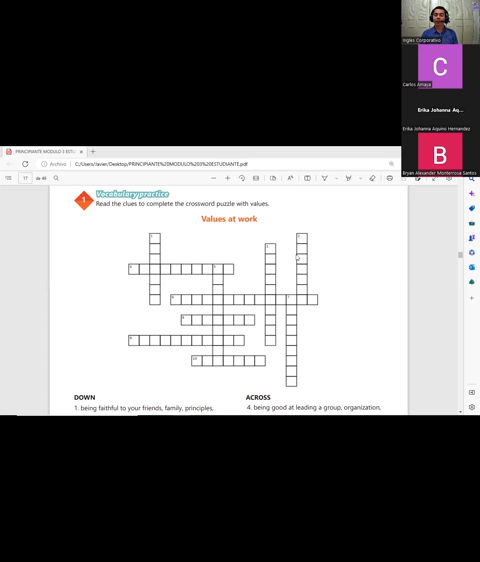 Ingles Corporativo
C
Carlos Amaya
Erika Johanna Aq...
Erika Johanna Aquino Hernandez
B
Bryan Alexander Monterrosa Santos
PRINCIPIANTE MODULO 3 ESTU
Archivo
C:/Users/Javier/Desktop/PRINCIPIANTE%20MODULO%203%20ESTUDIANTE.pdf
17
de 48
1
Vocabulary practice
Read the clues to complete the crossword puzzle with values.
Values at work
DOWN
1. being faithful to your friends, family, principles,
ACROSS
4. being good at leading a group, organization,